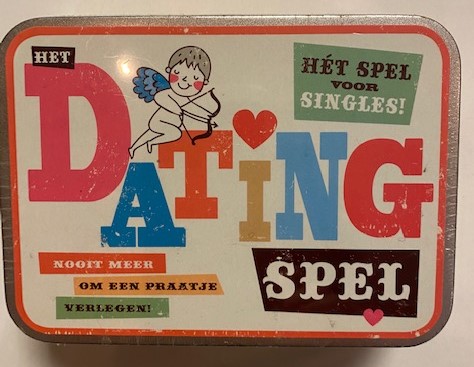 HET
DATiNG
SPEL
HÉT SPEL
VOOR
SINGLES!
NOOIT MEER
OM EEN PRAATJE
VERLEGEN!